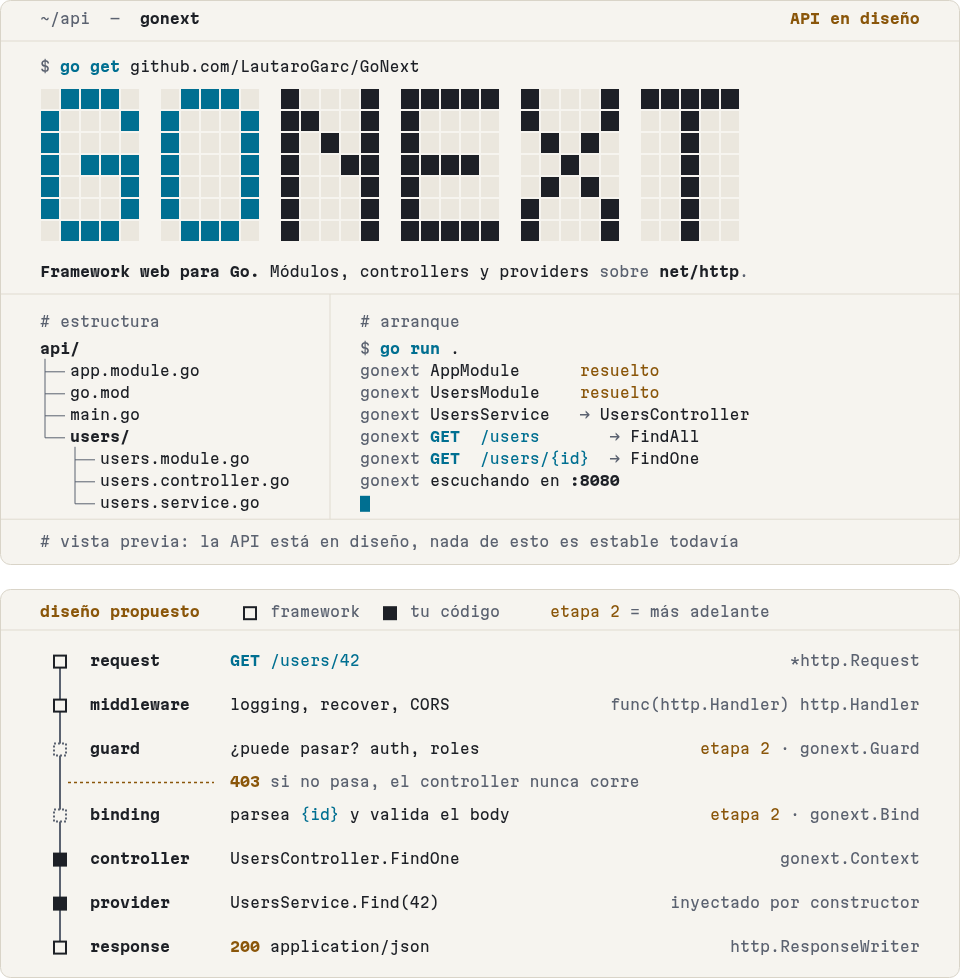 ~/api — gonext
API en diseño
$ go get github.com/LautaroGarc/GoNext
GONEXT
Framework web para Go. Módulos, controllers y providers sobre net/http.
# estructura
api/
├── app.module.go
├── go.mod
├── main.go
└── users/
├── users.module.go
├── users.controller.go
└── users.service.go
# arranque
$ go run .
gonext AppModule resuelto
gonext UsersModule resuelto
gonext UsersService → UsersController
gonext GET /users → FindAll
gonext GET /users/{id} → FindOne
gonext escuchando en :8080
# vista previa: la API está en diseño, nada de esto es estable todavía
diseño propuesto □ framework ■ tu código etapa 2 = más adelante
request GET /users/42 *http.Request
middleware logging, recover, CORS func(http.Handler) http.Handler
guard ¿puede pasar? auth, roles etapa 2 · gonext.Guard
403 si no pasa, el controller nunca corre
binding parsea {id} y valida el body etapa 2 · gonext.Bind
controller UsersController.FindOne gonext.Context
provider UsersService.Find(42) inyectado por constructor
response 200 application/json http.ResponseWriter